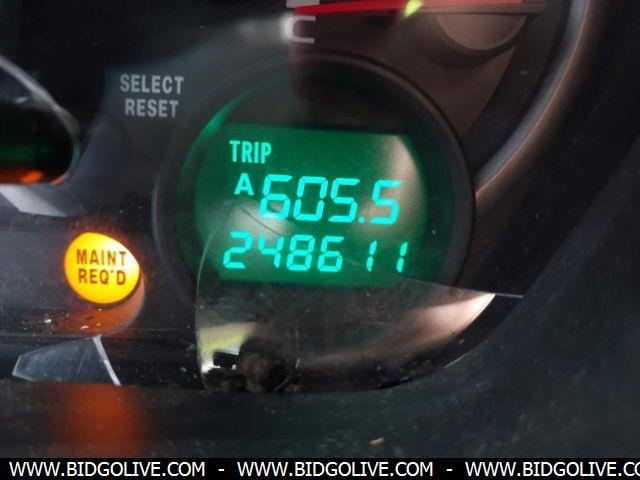 C
SELECT
RESET
TRIP
A 605.5
248611
MAINT
REQ'D
WWW.BIDGOLIVE.COM - WWW.BIDGOLIVE.COM - WWW.BIDGOLIVE.COM